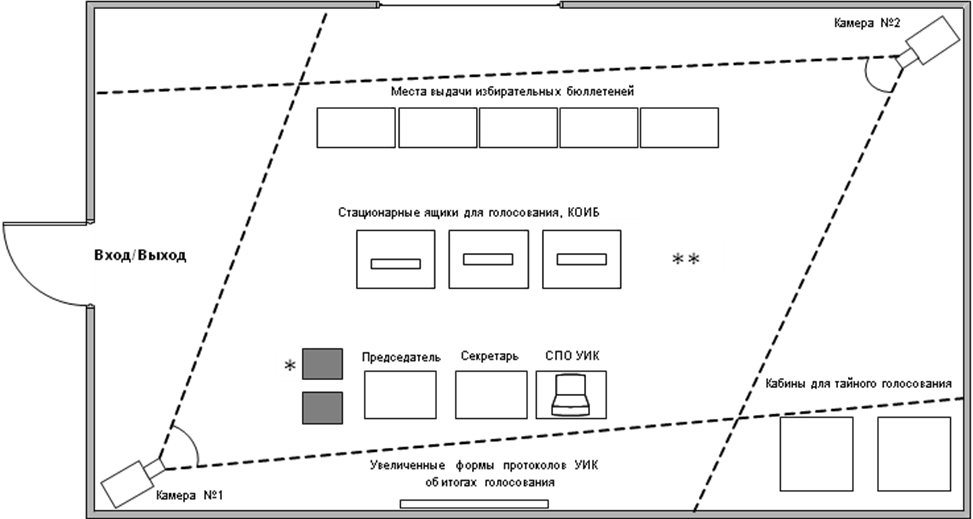 Камера №2
Места выдачи избирательных бюллетеней
Стационарные ящики для голосования, КОИБ
Вход/Выход
**
*
Председатель
Секретарь
СПО УИК
Кабины для тайного голосования
Увеличенные формы протоколов УИК
об итогах голосования
Камера №1